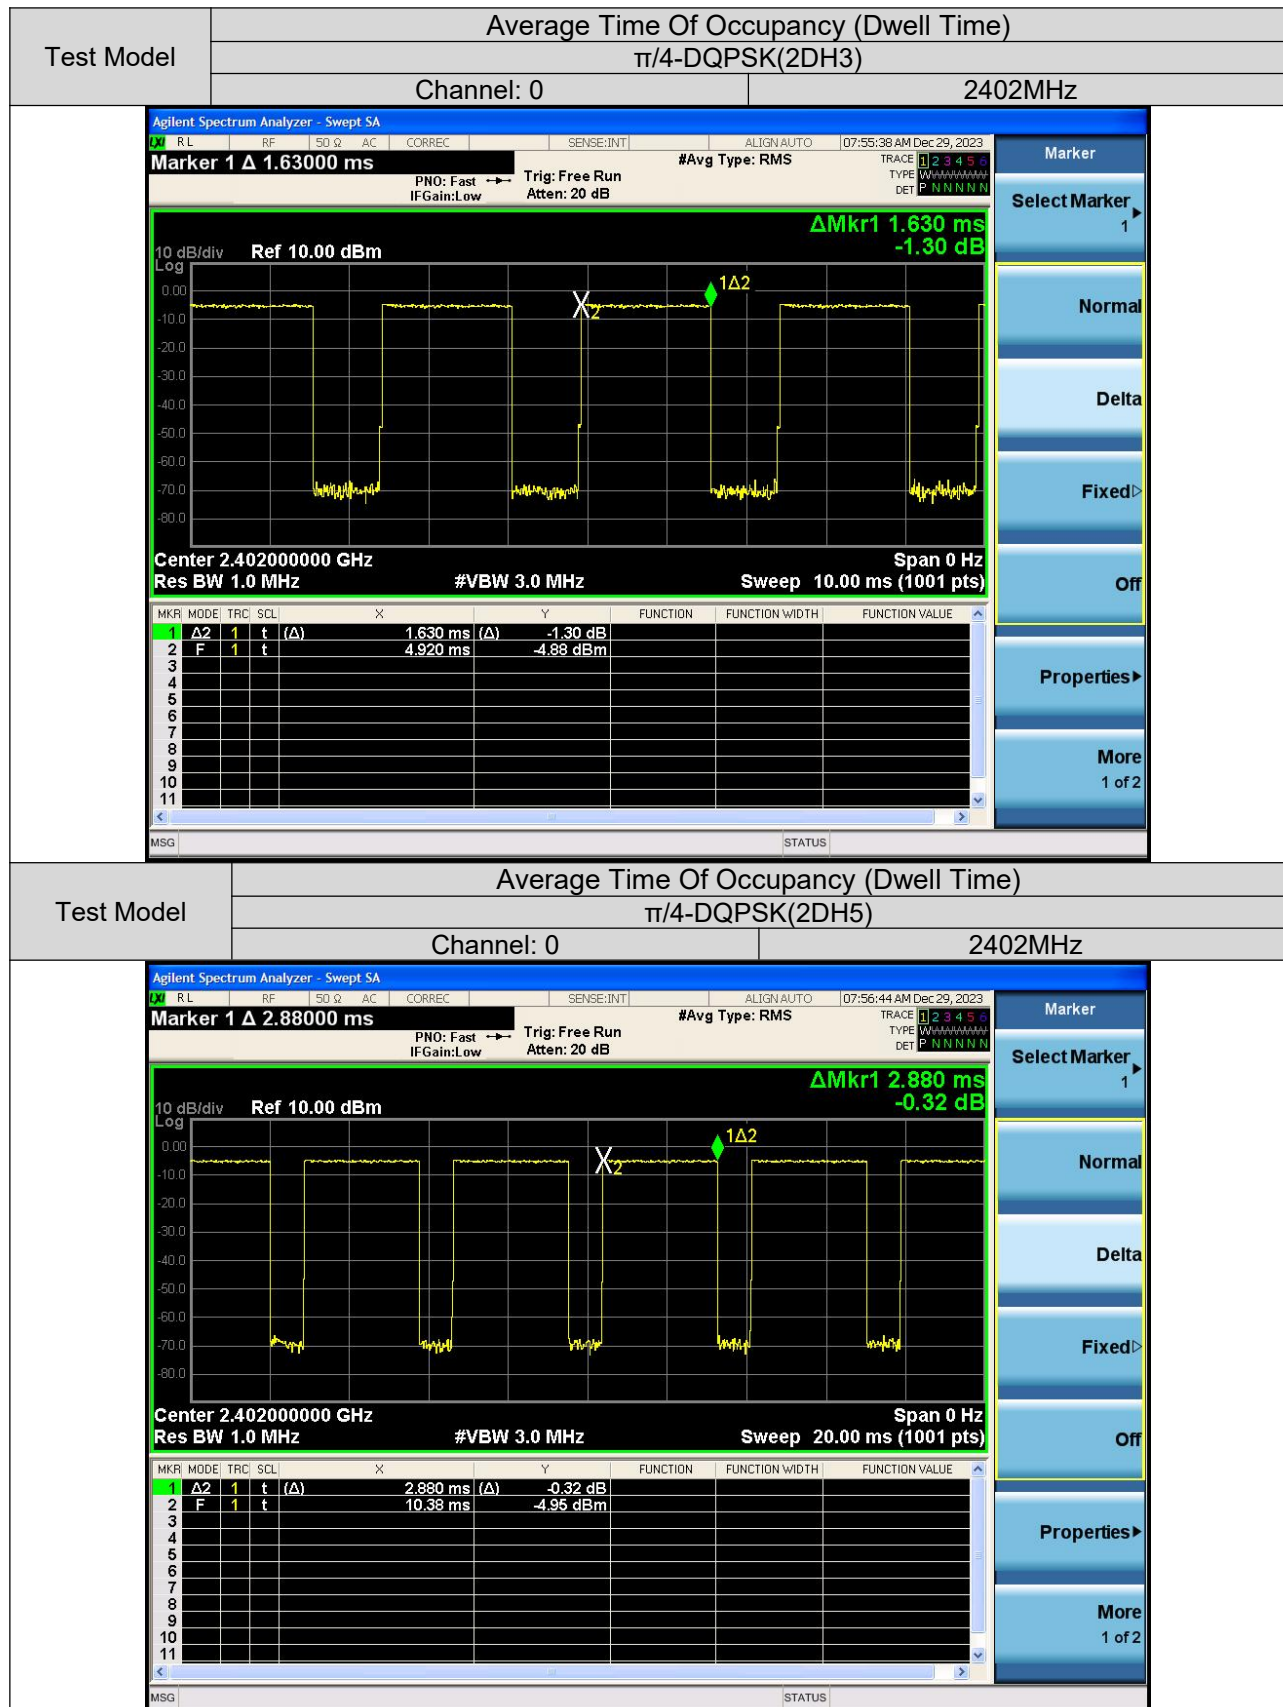 Test Model
Average Time Of Occupancy (Dwell Time)
π/4-DQPSK(2DH3)
Channel: 0 2402MHz
Agilent Spectrum Analyzer - Swept SA
LXI RL RF 50 Ω AC CORREC SENSE:INT ALIGN AUTO 07:55:38 AM Dec 29, 2023
Marker 1 Δ 1.63000 ms
PNO: Fast
IFGain:Low
Trig: Free Run
Atten: 20 dB
#Avg Type: RMS
TRACE 1 2 3 4 5 6
TYPE W
DET P N N N N N
ΔMkr1 1.630 ms
-1.30 dB
10 dB/div Ref 10.00 dBm
Log
0.00
-10.0
-20.0
-30.0
-40.0
-50.0
-60.0
-70.0
-80.0
1Δ2
2
Center 2.402000000 GHz Span 0 Hz
Res BW 1.0 MHz #VBW 3.0 MHz Sweep 10.00 ms (1001 pts)
MKR MODE TRC SCL X Y FUNCTION FUNCTION WIDTH FUNCTION VALUE
1 Δ2 1 t (Δ) 1.630 ms (Δ) -1.30 dB
2 F 1 t 4.920 ms -4.88 dBm
3
4
5
6
7
8
9
10
11
MSG STATUS
Marker
Select Marker
1
Normal
Delta
Fixed
Off
Properties
More
1 of 2
Test Model
Average Time Of Occupancy (Dwell Time)
π/4-DQPSK(2DH5)
Channel: 0 2402MHz
Agilent Spectrum Analyzer - Swept SA
LXI RL RF 50 Ω AC CORREC SENSE:INT ALIGN AUTO 07:56:44 AM Dec 29, 2023
Marker 1 Δ 2.88000 ms
PNO: Fast
IFGain:Low
Trig: Free Run
Atten: 20 dB
#Avg Type: RMS
TRACE 1 2 3 4 5 6
TYPE W
DET P N N N N N
ΔMkr1 2.880 ms
-0.32 dB
10 dB/div Ref 10.00 dBm
Log
0.00
-10.0
-20.0
-30.0
-40.0
-50.0
-60.0
-70.0
-80.0
1Δ2
2
Center 2.402000000 GHz Span 0 Hz
Res BW 1.0 MHz #VBW 3.0 MHz Sweep 20.00 ms (1001 pts)
MKR MODE TRC SCL X Y FUNCTION FUNCTION WIDTH FUNCTION VALUE
1 Δ2 1 t (Δ) 2.880 ms (Δ) -0.32 dB
2 F 1 t 10.38 ms -4.95 dBm
3
4
5
6
7
8
9
10
11
MSG STATUS
Marker
Select Marker
1
Normal
Delta
Fixed
Off
Properties
More
1 of 2